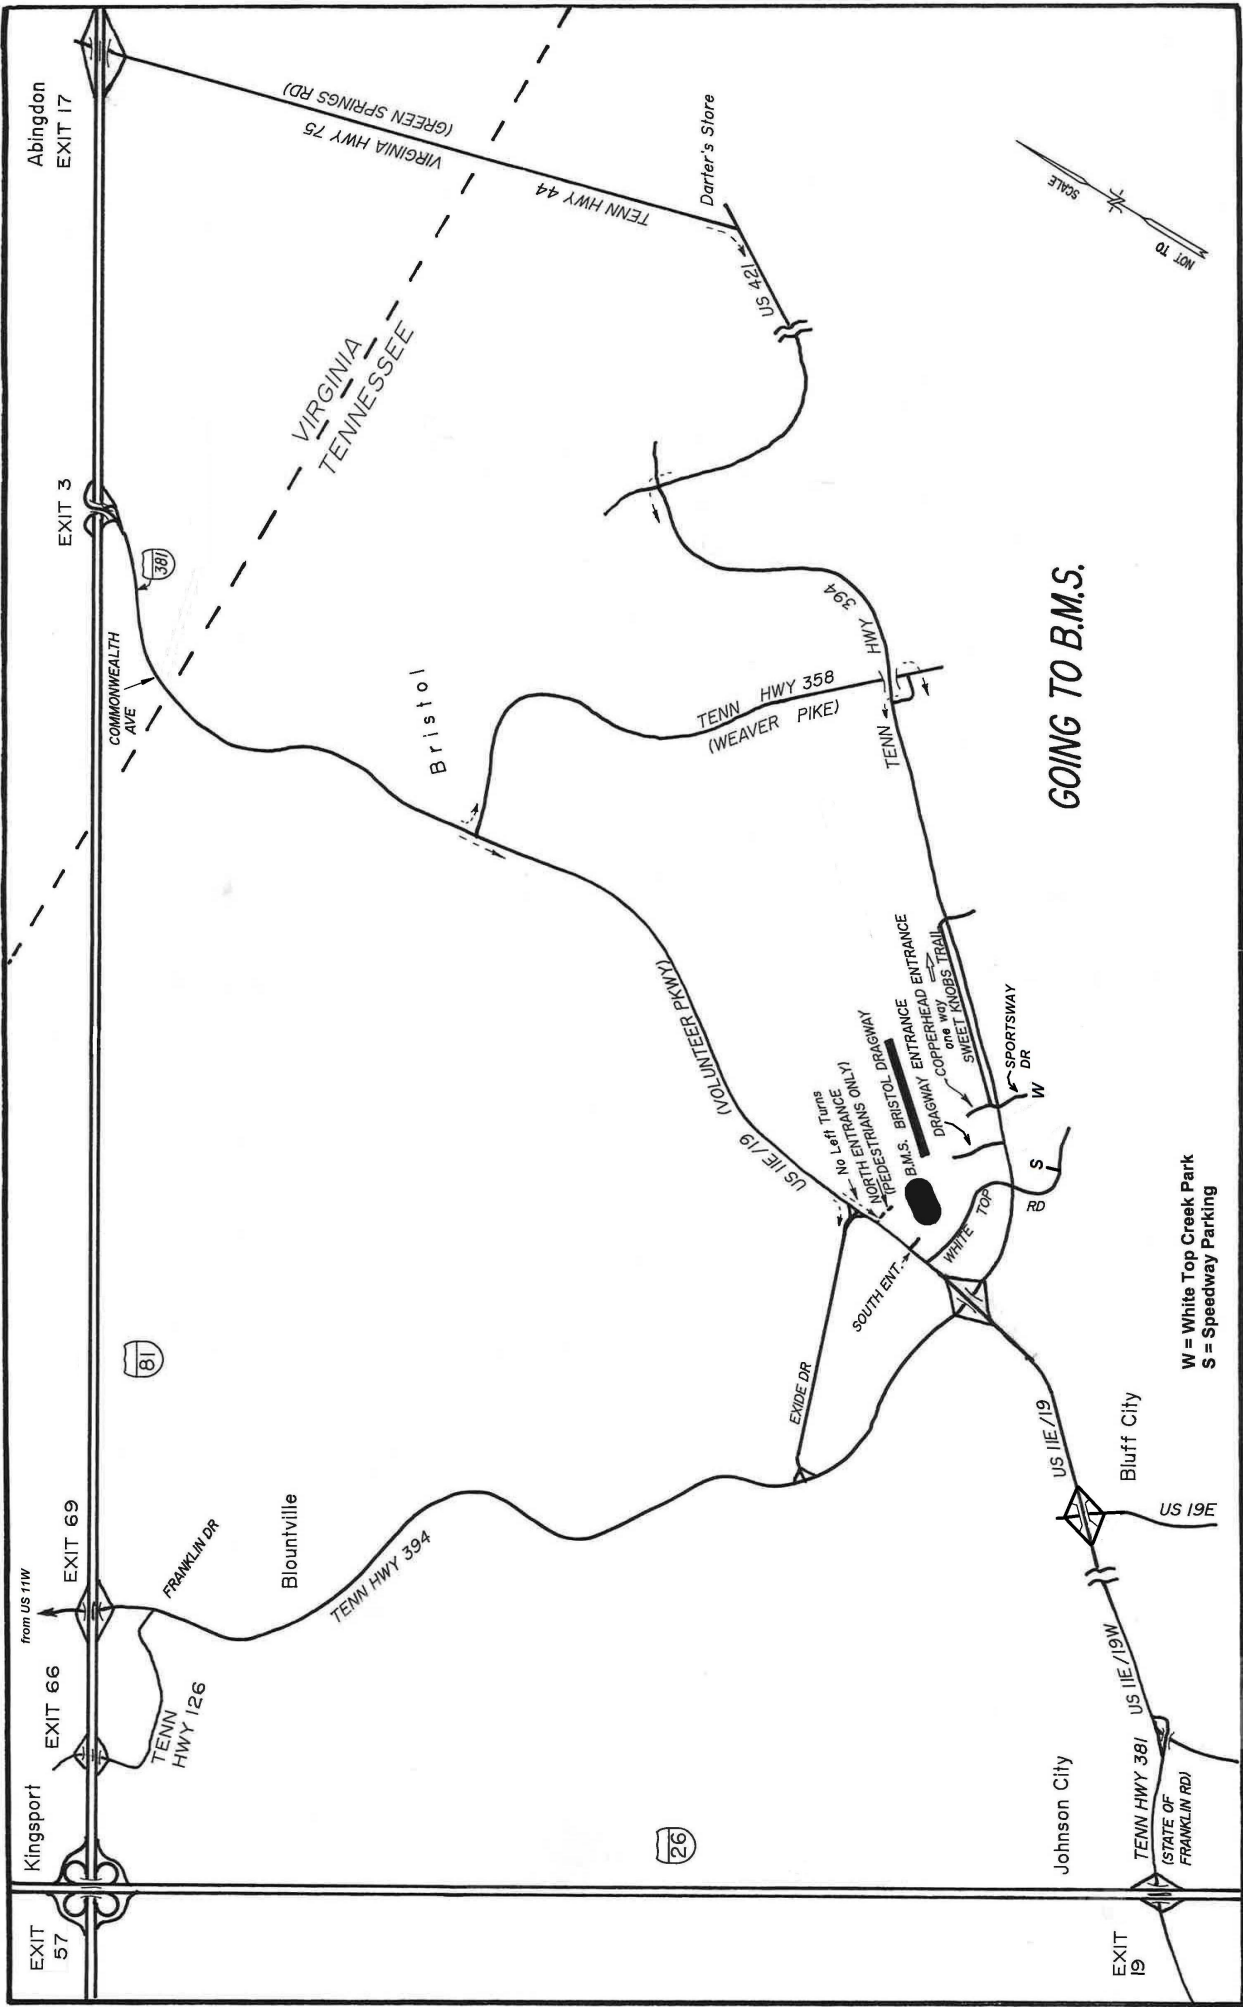 Abingdon
EXIT 17
VIRGINIA HWY 75
(GREEN SPRINGS RD)
TENN HWY 44
Darter's Store
US 421
SCALE
NOT TO
N
VIRGINIA
TENNESSEE
EXIT 3
381
COMMONWEALTH
AVE
Bristol
TENN HWY 358
(WEAVER PIKE)
TENN HWY 394
GOING TO B.M.S.
(VOLUNTEER PKWY)
US 11E/19
No Left Turns
NORTH ENTRANCE
(PEDESTRIANS ONLY)
BRISTOL DRAGWAY
B.M.S.
BRISTOL ENTRANCE
DRAGWAY ENTRANCE
COPPERHEAD ENTRANCE
one way
SWEET KNOBS TRAIL
SPORTSWAY
DR
W
S
WHITE TOP
RD
SOUTH ENT.
EXIDE DR
81
W = White Top Creek Park
S = Speedway Parking
US 11E/19
Bluff City
US 19E
EXIT 69
from US 11W
FRANKLIN DR
Blountville
TENN HWY 394
EXIT 66
TENN
HWY 126
Kingsport
EXIT
57
26
US 11E/19W
Johnson City
TENN HWY 381
(STATE OF
FRANKLIN RD)
EXIT
19